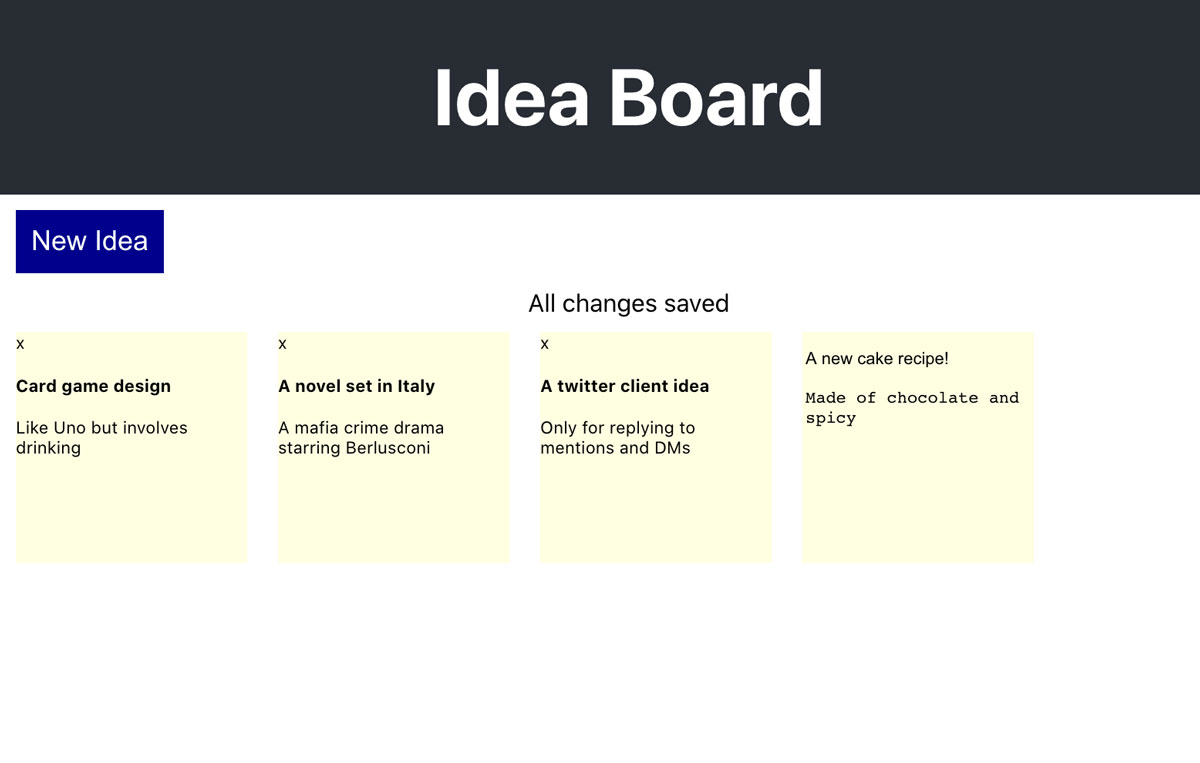 Idea Board
New Idea
All changes saved
x
Card game design
Like Uno but involves
drinking
x
A novel set in Italy
A mafia crime drama
starring Berlusconi
x
A twitter client idea
Only for replying to
mentions and DMs
A new cake recipe!
Made of chocolate and
spicy